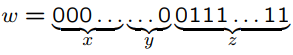 w = 000.....0 0111...11
x y z